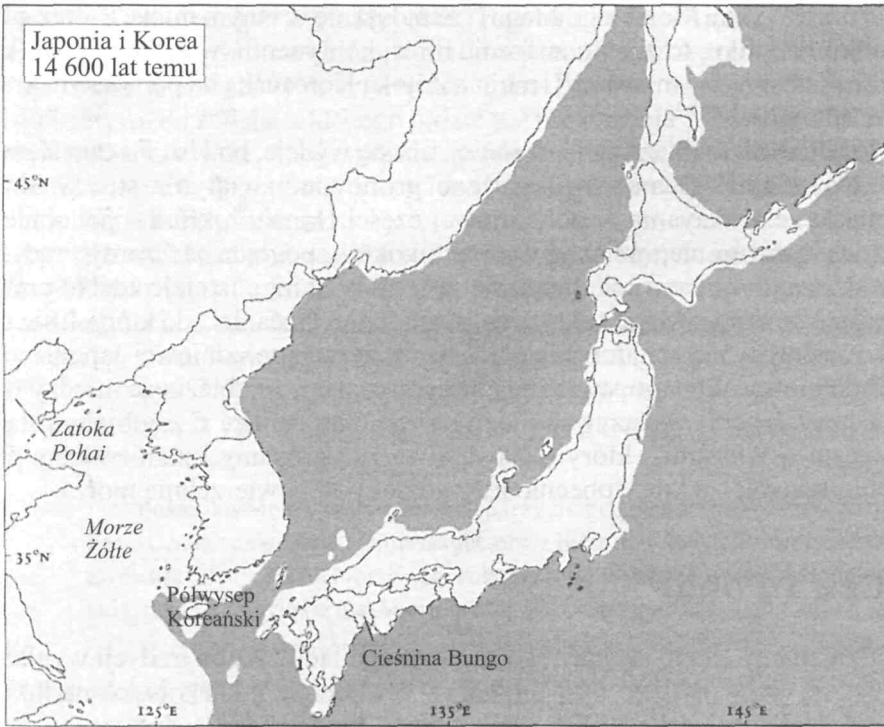 Japonia i Korea
14 600 lat temu
45°N
Zatoka
Pohai
Morze
Żółte
35°N
Półwysep
Koreański
Cieśnina Bungo
1
125°E
135°E
145°E